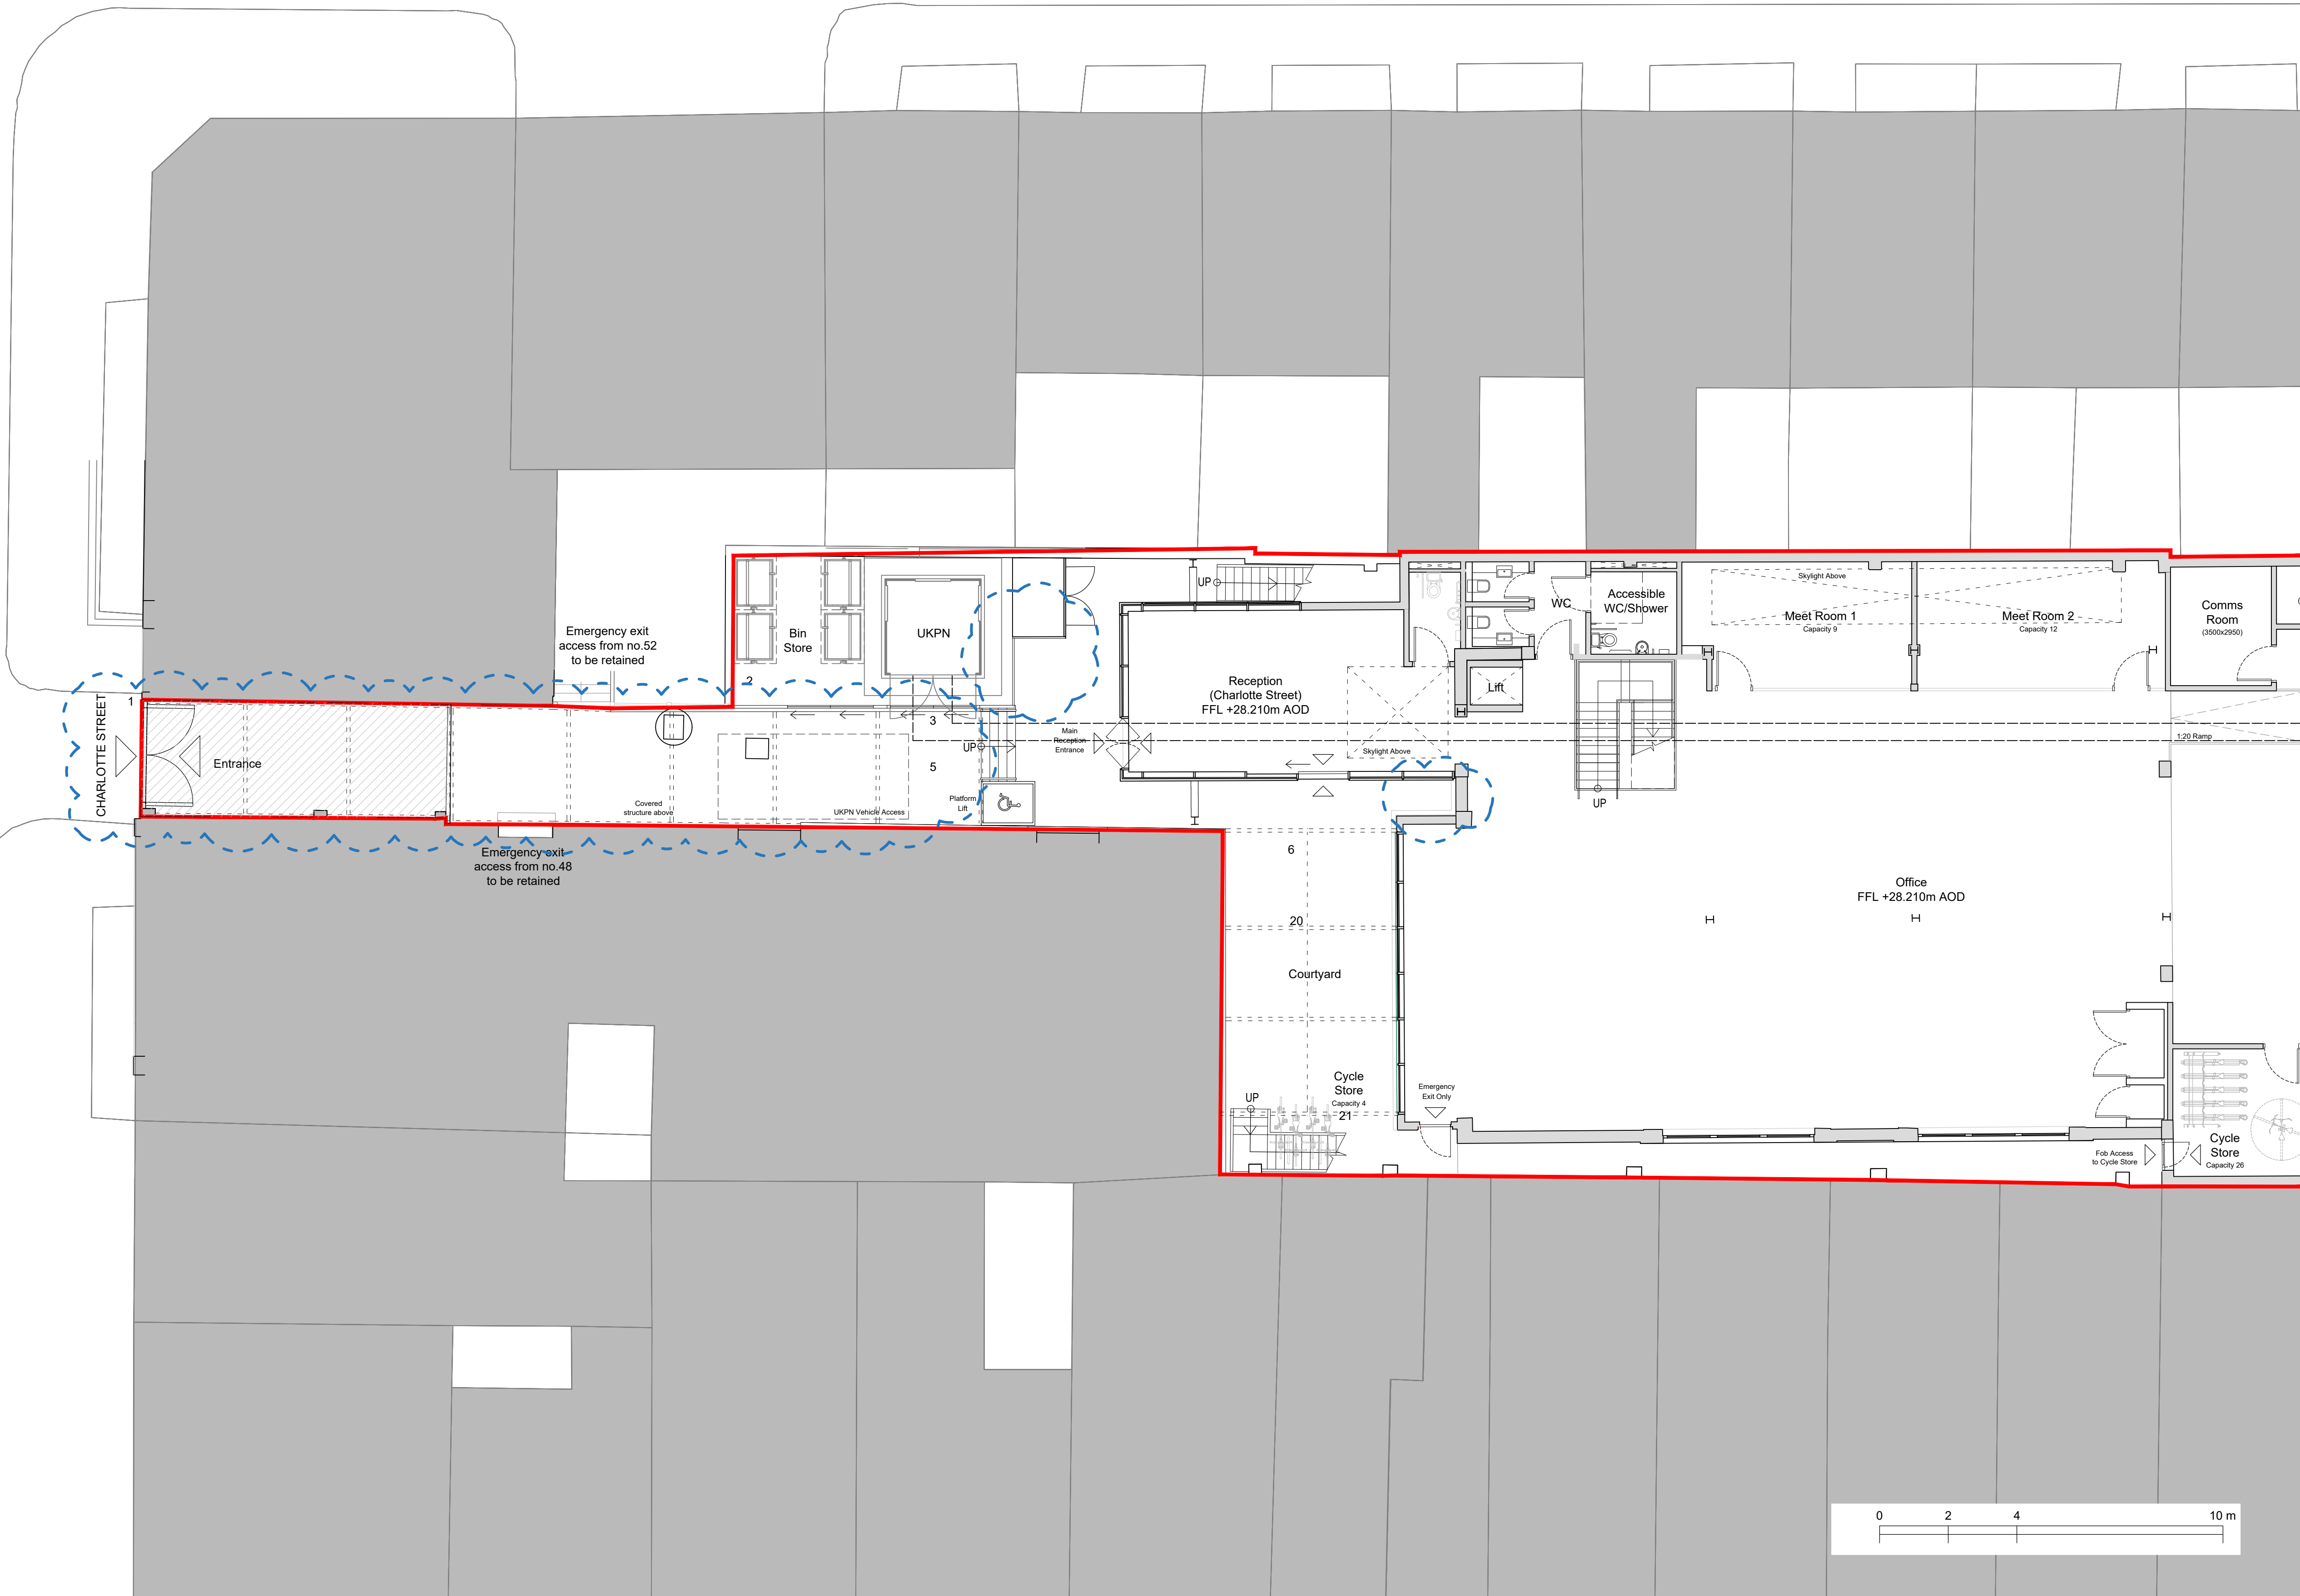 Emergency exit
access from no.52
to be retained
Bin
Store
UKPN
UP
WC
Accessible
WC/Shower
Skylight Above
Meet Room 1
Capacity 9
Meet Room 2
Capacity 12
Comms
Room
(3500x2950)
CHARLOTTE STREET
1
2
3
5
Entrance
Covered
structure above
UKPN Vehicle Access
UP
Platform
Lift
Main
Reception
Entrance
Reception
(Charlotte Street)
FFL +28.210m AOD
Skylight Above
Lift
UP
1:20 Ramp
Emergency exit
access from no.48
to be retained
6
20
Courtyard
Office
FFL +28.210m AOD
UP
Cycle
Store
Capacity 4
21
Emergency
Exit Only
Fob Access
to Cycle Store
Cycle
Store
Capacity 26
0 2 4 10 m